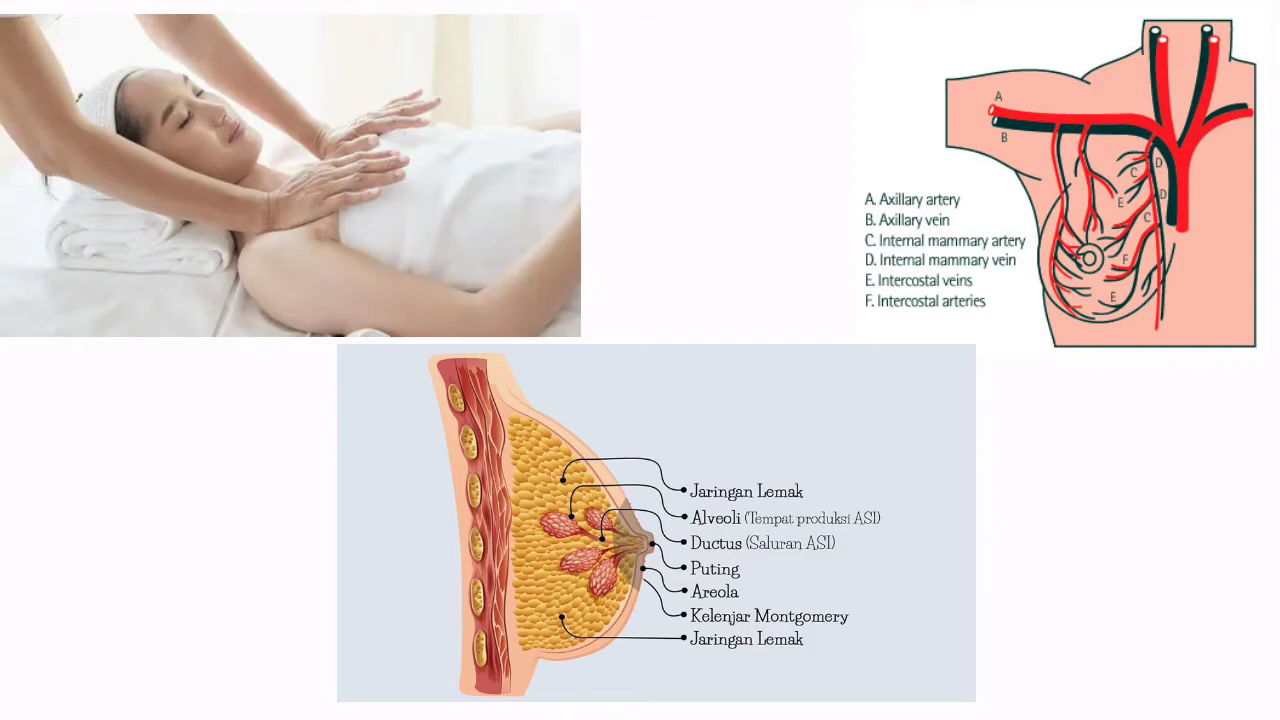 A
B
C
D
D
E
C
F
E
A. Axillary artery
B. Axillary vein
C. Internal mammary artery
D. Internal mammary vein
E. Intercostal veins
F. Intercostal arteries
Jaringan Lemak
Alveoli (Tempat produksi ASI)
Ductus (Saluran ASI)
Puting
Areola
Kelenjar Montgomery
Jaringan Lemak